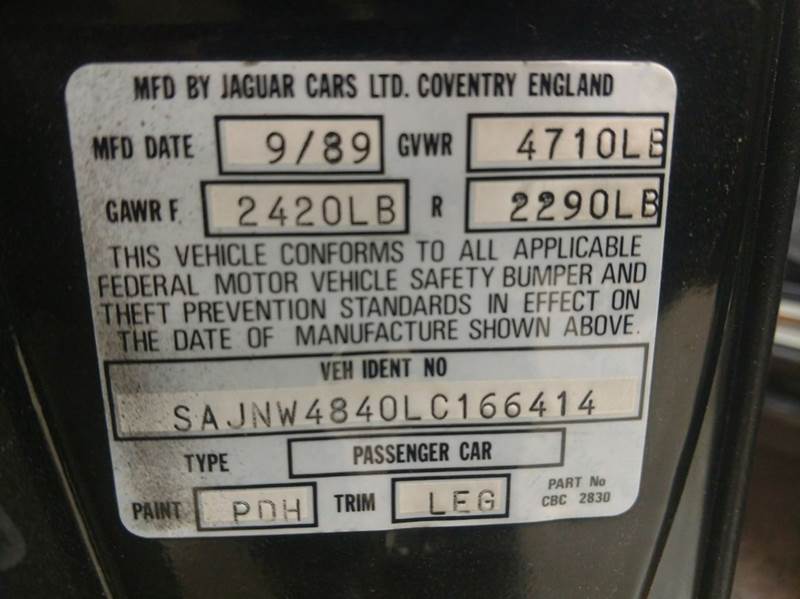 MFD BY JAGUAR CARS LTD. COVENTRY ENGLAND
MFD DATE 9/89 GVWR 4710LB
GAWR F. 2420LB R 2290LB
THIS VEHICLE CONFORMS TO ALL APPLICABLE
FEDERAL MOTOR VEHICLE SAFETY BUMPER AND
THEFT PREVENTION STANDARDS IN EFFECT ON
THE DATE OF MANUFACTURE SHOWN ABOVE.
VEH IDENT NO
SAJNW4840LC166414
TYPE PASSENGER CAR
PAINT PDH TRIM LEG PART No
CBC 2830